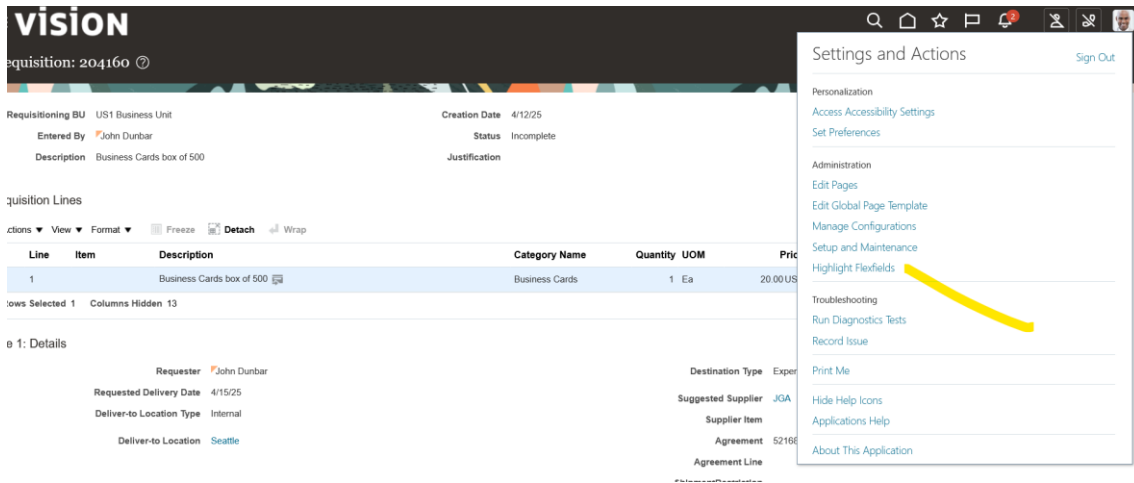 vısıon
2
equisition: 204160
Requisitioning BU US1 Business Unit
Entered By John Dunbar
Description Business Cards box of 500
Creation Date 4/12/25
Status Incomplete
Justification
quisition Lines
ctions View Format Freeze Detach Wrap
Line Item Description Category Name Quantity UOM Pric
1 Business Cards box of 500 Business Cards 1 Ea 20.00 US
ows Selected 1 Columns Hidden 13
e 1: Details
Requester John Dunbar
Requested Delivery Date 4/15/25
Deliver-to Location Type Internal
Deliver-to Location Seattle
Destination Type Exper
Suggested Supplier JGA
Supplier Item
Agreement 52168
Agreement Line
ShipmentRestriction
Settings and Actions Sign Out
Personalization
Access Accessibility Settings
Set Preferences
Administration
Edit Pages
Edit Global Page Template
Manage Configurations
Setup and Maintenance
Highlight Flexfields
Troubleshooting
Run Diagnostics Tests
Record Issue
Print Me
Hide Help Icons
Applications Help
About This Application